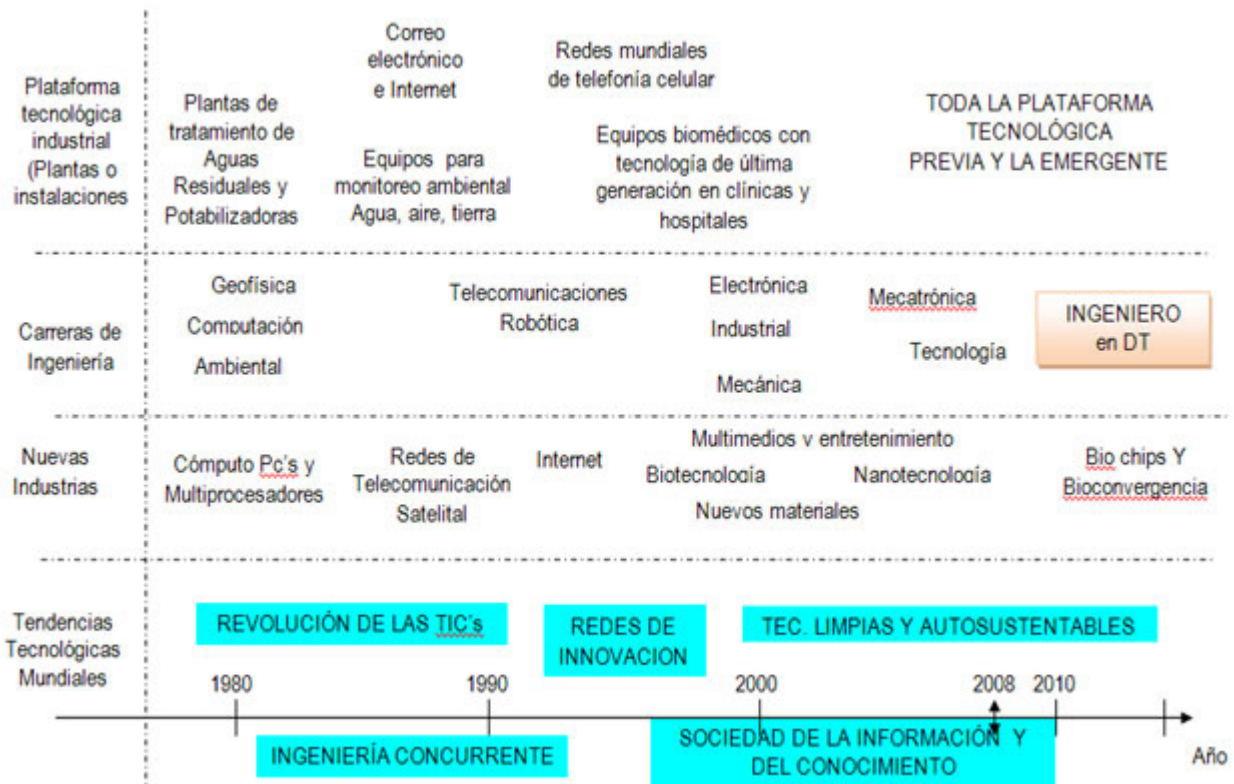 Plataforma
tecnológica
industrial
(Plantas o
instalaciones
Plantas de
tratamiento de
Aguas
Residuales y
Potabilizadoras
Correo
electrónico
e Internet
Equipos para
monitoreo ambiental
Agua, aire, tierra
Redes mundiales
de telefonía celular
Equipos biomédicos con
tecnología de última
generación en clínicas y
hospitales
TODA LA PLATAFORMA
TECNOLÓGICA
PREVIA Y LA EMERGENTE
Carreras de
Ingeniería
Geofísica
Computación
Ambiental
Telecomunicaciones
Robótica
Electrónica
Industrial
Mecánica
Mecatrónica
Tecnología
INGENIERO
en DT
Nuevas
Industrias
Cómputo Pc's y
Multiprocesadores
Redes de
Telecomunicación
Satelital
Internet
Multimedios y entretenimiento
Biotecnología
Nanotecnología
Nuevos materiales
Bio chips Y
Bioconvergencia
Tendencias
Tecnológicas
Mundiales
REVOLUCIÓN DE LAS TIC´s
REDES DE
INNOVACION
TEC. LIMPIAS Y AUTOSUSTENTABLES
1980
1990
2000
2008
2010
INGENIERÍA CONCURRENTE
SOCIEDAD DE LA INFORMACIÓN Y
DEL CONOCIMIENTO
Año